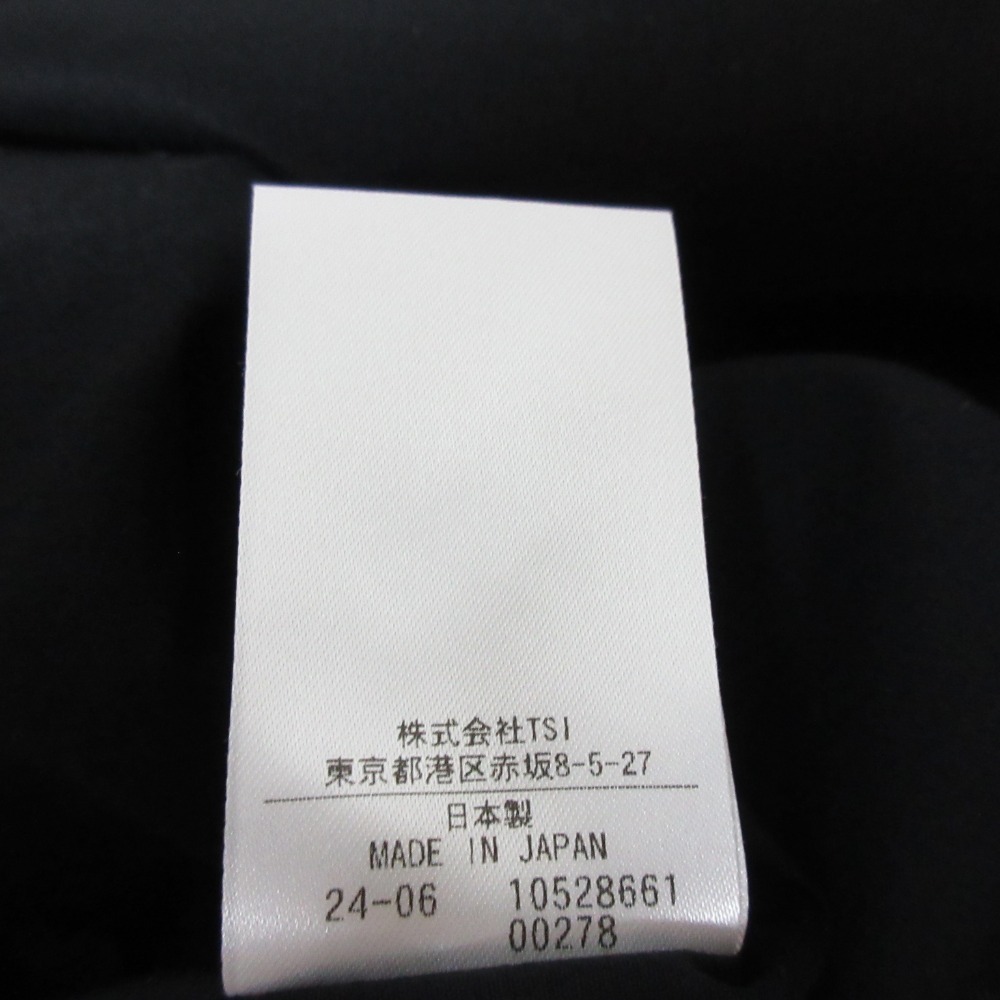 株式会社TSI
東京都港区赤坂8-5-27
日本製
MADE IN JAPAN
24-06 10528661
00278